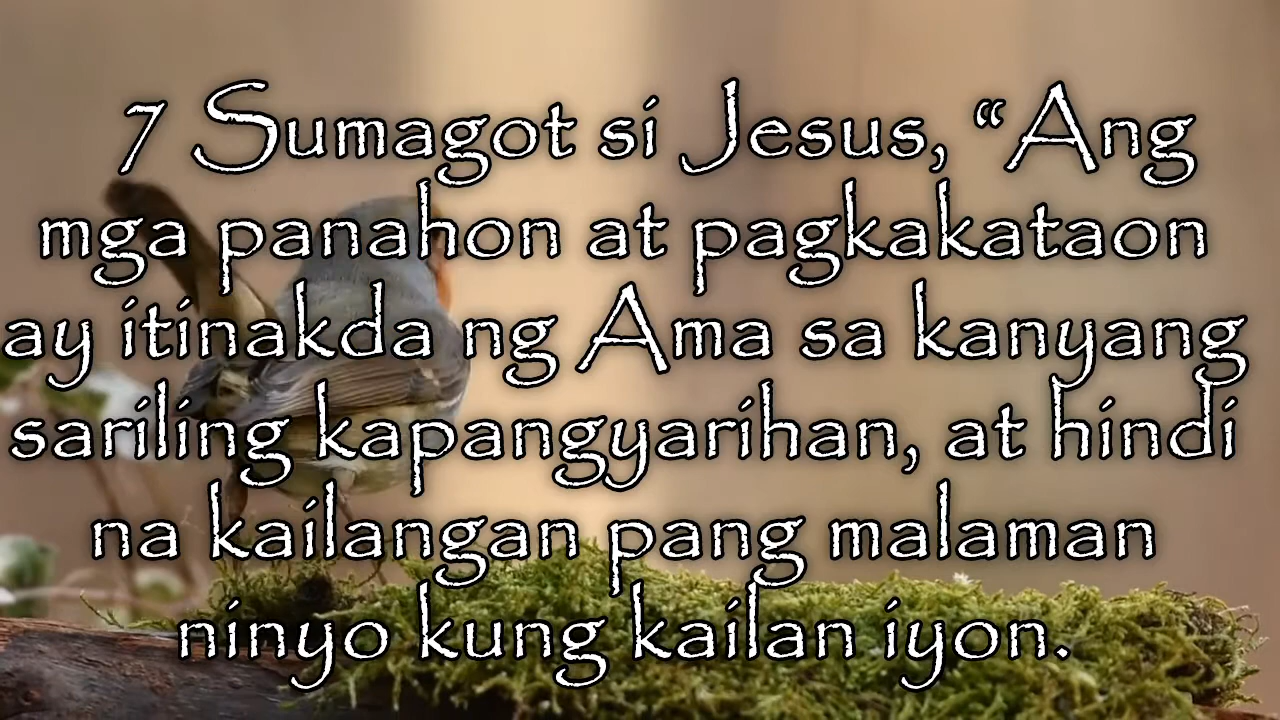 7 Sumagot si Jesus, “Ang
mga panahon at pagkakataon
ay itinakda ng Ama sa kanyang
sariling kapangyarihan, at hindi
na kailangan pang malaman
ninyo kung kailan iyon.